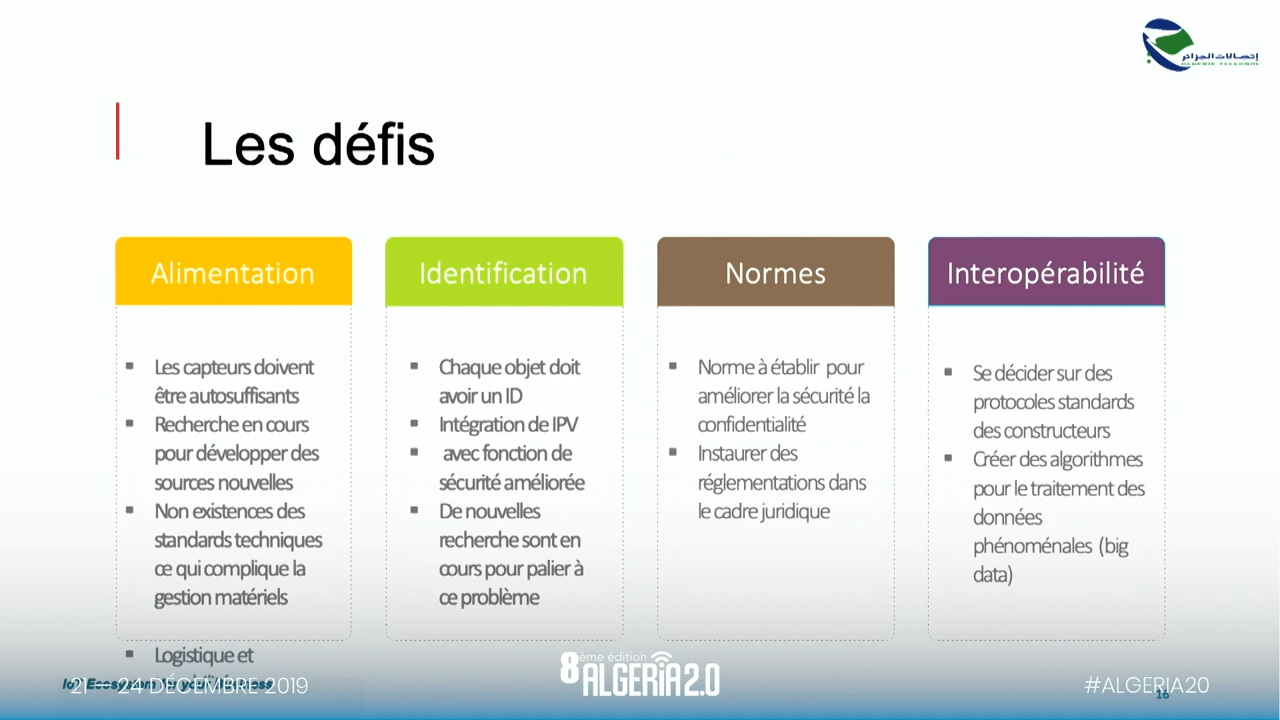 إتصالات الجزائر
ALGERIE TELECOM
Les défis
Alimentation
▪ Les capteurs doivent
être autosuffisants
▪ Recherche en cours
pour développer des
sources nouvelles
▪ Non existences des
standards techniques
ce qui complique la
gestion matériels
▪ Logistique et
Identification
▪ Chaque objet doit
avoir un ID
▪ Intégration de IPV
▪ avec fonction de
sécurité améliorée
▪ De nouvelles
recherche sont en
cours pour palier à
ce problème
Normes
▪ Norme à établir pour
améliorer la sécurité la
confidentialité
▪ Instaurer des
réglementations dans
le cadre juridique
Interopérabilité
▪ Se décider sur des
protocoles standards
des constructeurs
▪ Créer des algorithmes
pour le traitement des
données
phénoménales (big
data)
21 — 24 DÉCEMBRE 2019
8ème édition
ALGERIA 2.0
#ALGERIA20
16